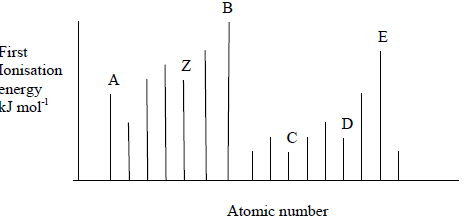 B
E
First
Ionisation
energy
kJ mol-1
A
Z
C
D
Atomic number